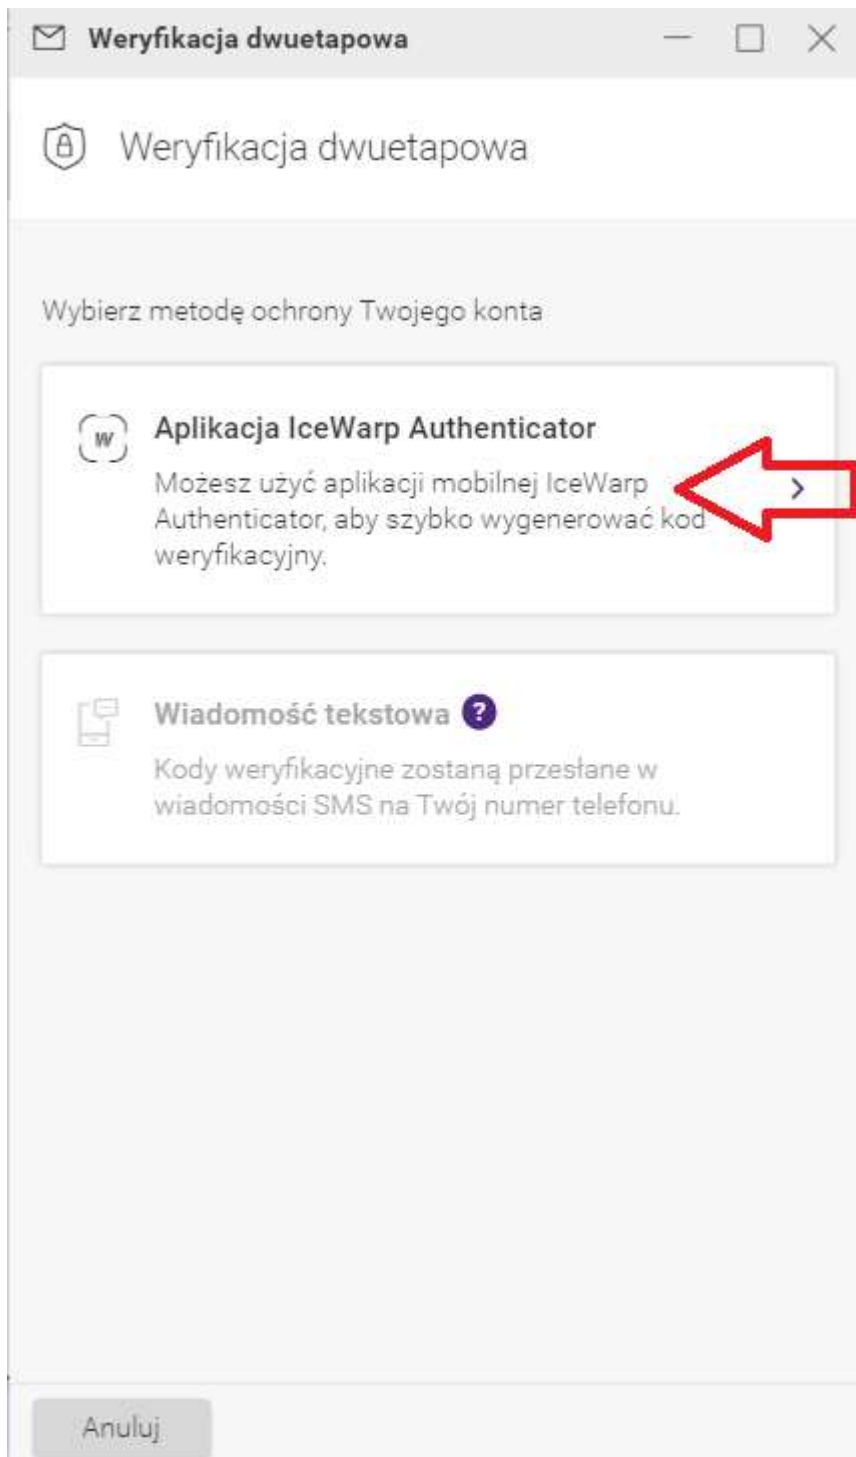 Weryfikacja dwuetapowa
Weryfikacja dwuetapowa
Wybierz metodę ochrony Twojego konta
Aplikacja IceWarp Authenticator
Możesz użyć aplikacji mobilnej IceWarp
Authenticator, aby szybko wygenerować kod
weryfikacyjny.
Wiadomość tekstowa ?
Kody weryfikacyjne zostaną przesłane w
wiadomości SMS na Twój numer telefonu.
Anuluj